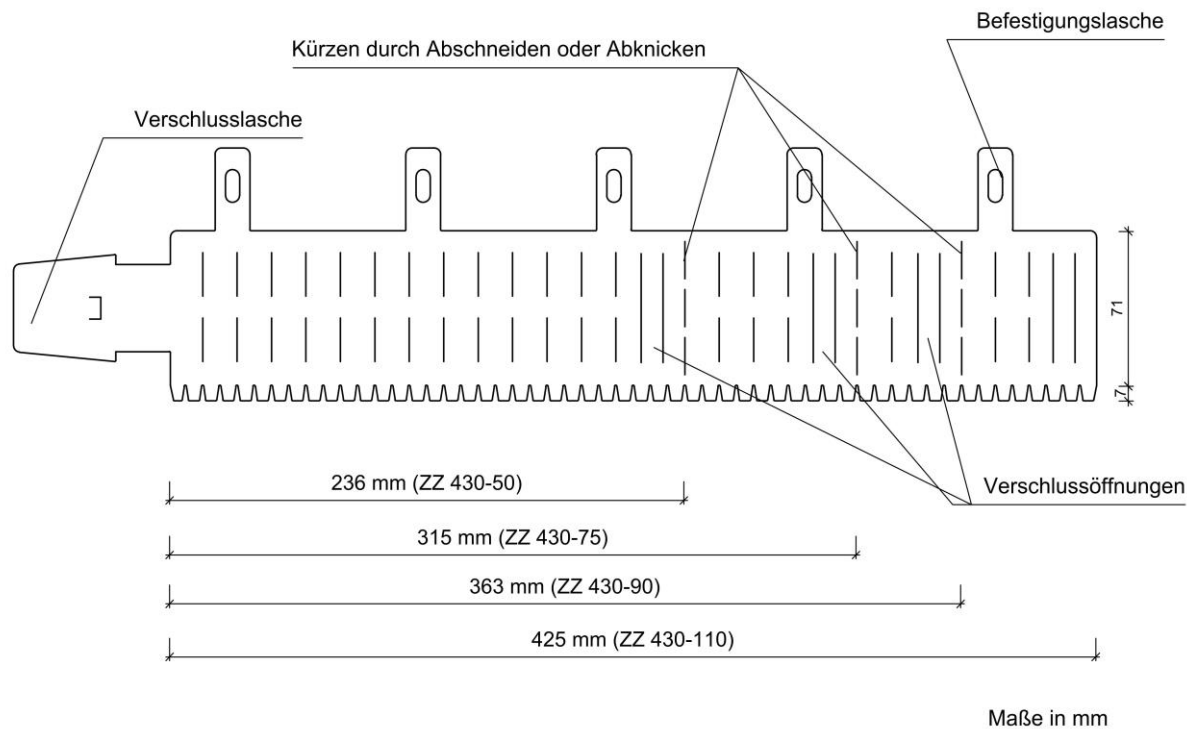 Befestigungslasche
Kürzen durch Abschneiden oder Abknicken
Verschlusslasche
71
7
236 mm (ZZ 430-50)
Verschlussöffnungen
315 mm (ZZ 430-75)
363 mm (ZZ 430-90)
425 mm (ZZ 430-110)
Maße in mm